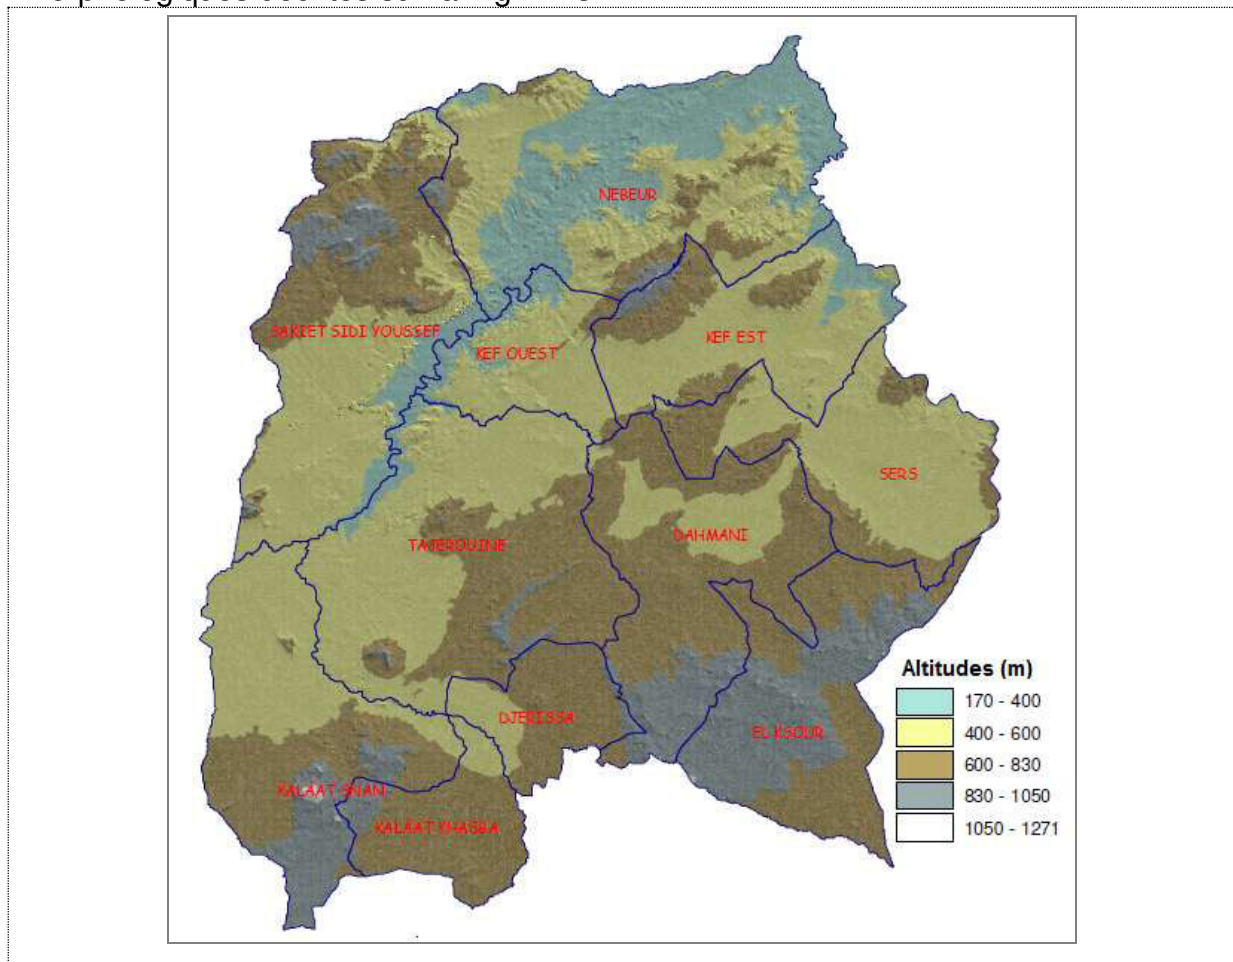 NEBEUR
SAKIET SIDI YOUSSEF
KEF OUEST
KEF EST
SERS
DAHMANI
TAJEROUINE
Altitudes (m)
170 - 400
400 - 600
600 - 830
830 - 1050
1050 - 1271
DJERISSA
EL KSOUR
KALAAT SNAN
KALAAT KHASBA